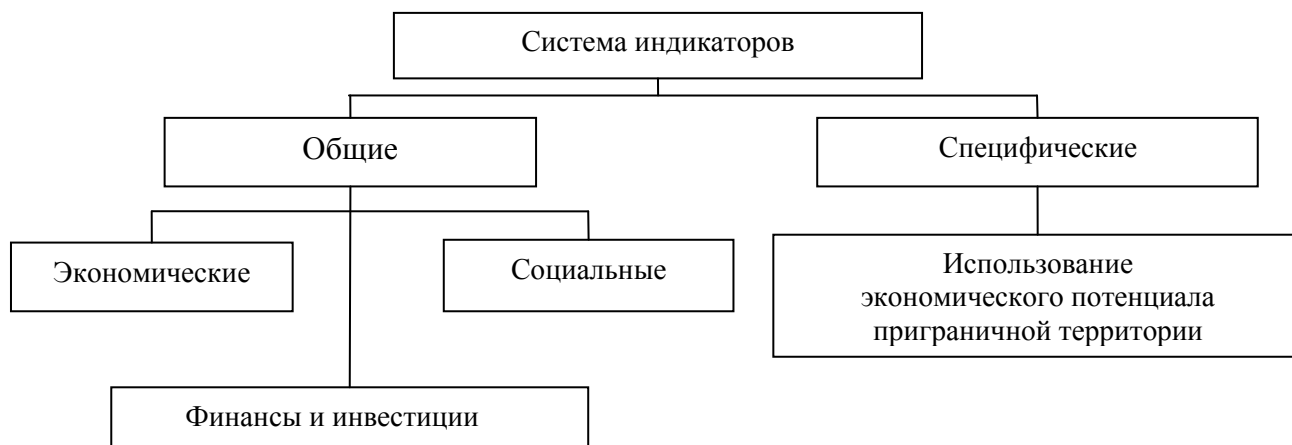 Система индикаторов
Общие
Специфические
Экономические
Социальные
Использование
экономического потенциала
приграничной территории
Финансы и инвестиции